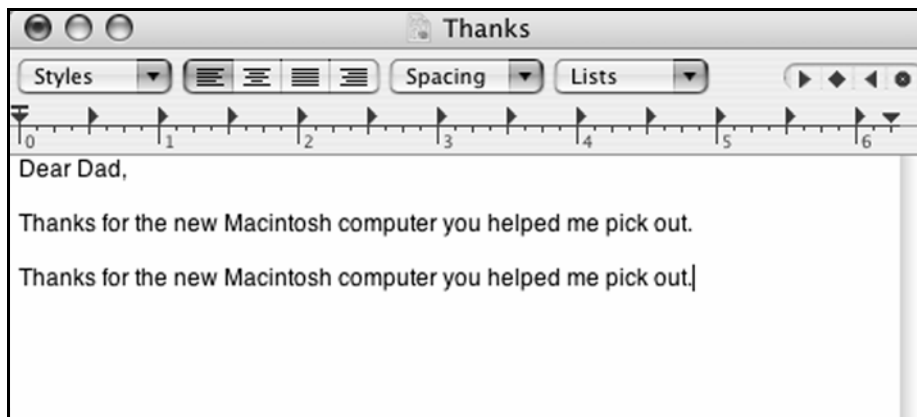 Thanks
Styles Spacing Lists
0 1 2 3 4 5 6
Dear Dad,
Thanks for the new Macintosh computer you helped me pick out.
Thanks for the new Macintosh computer you helped me pick out.